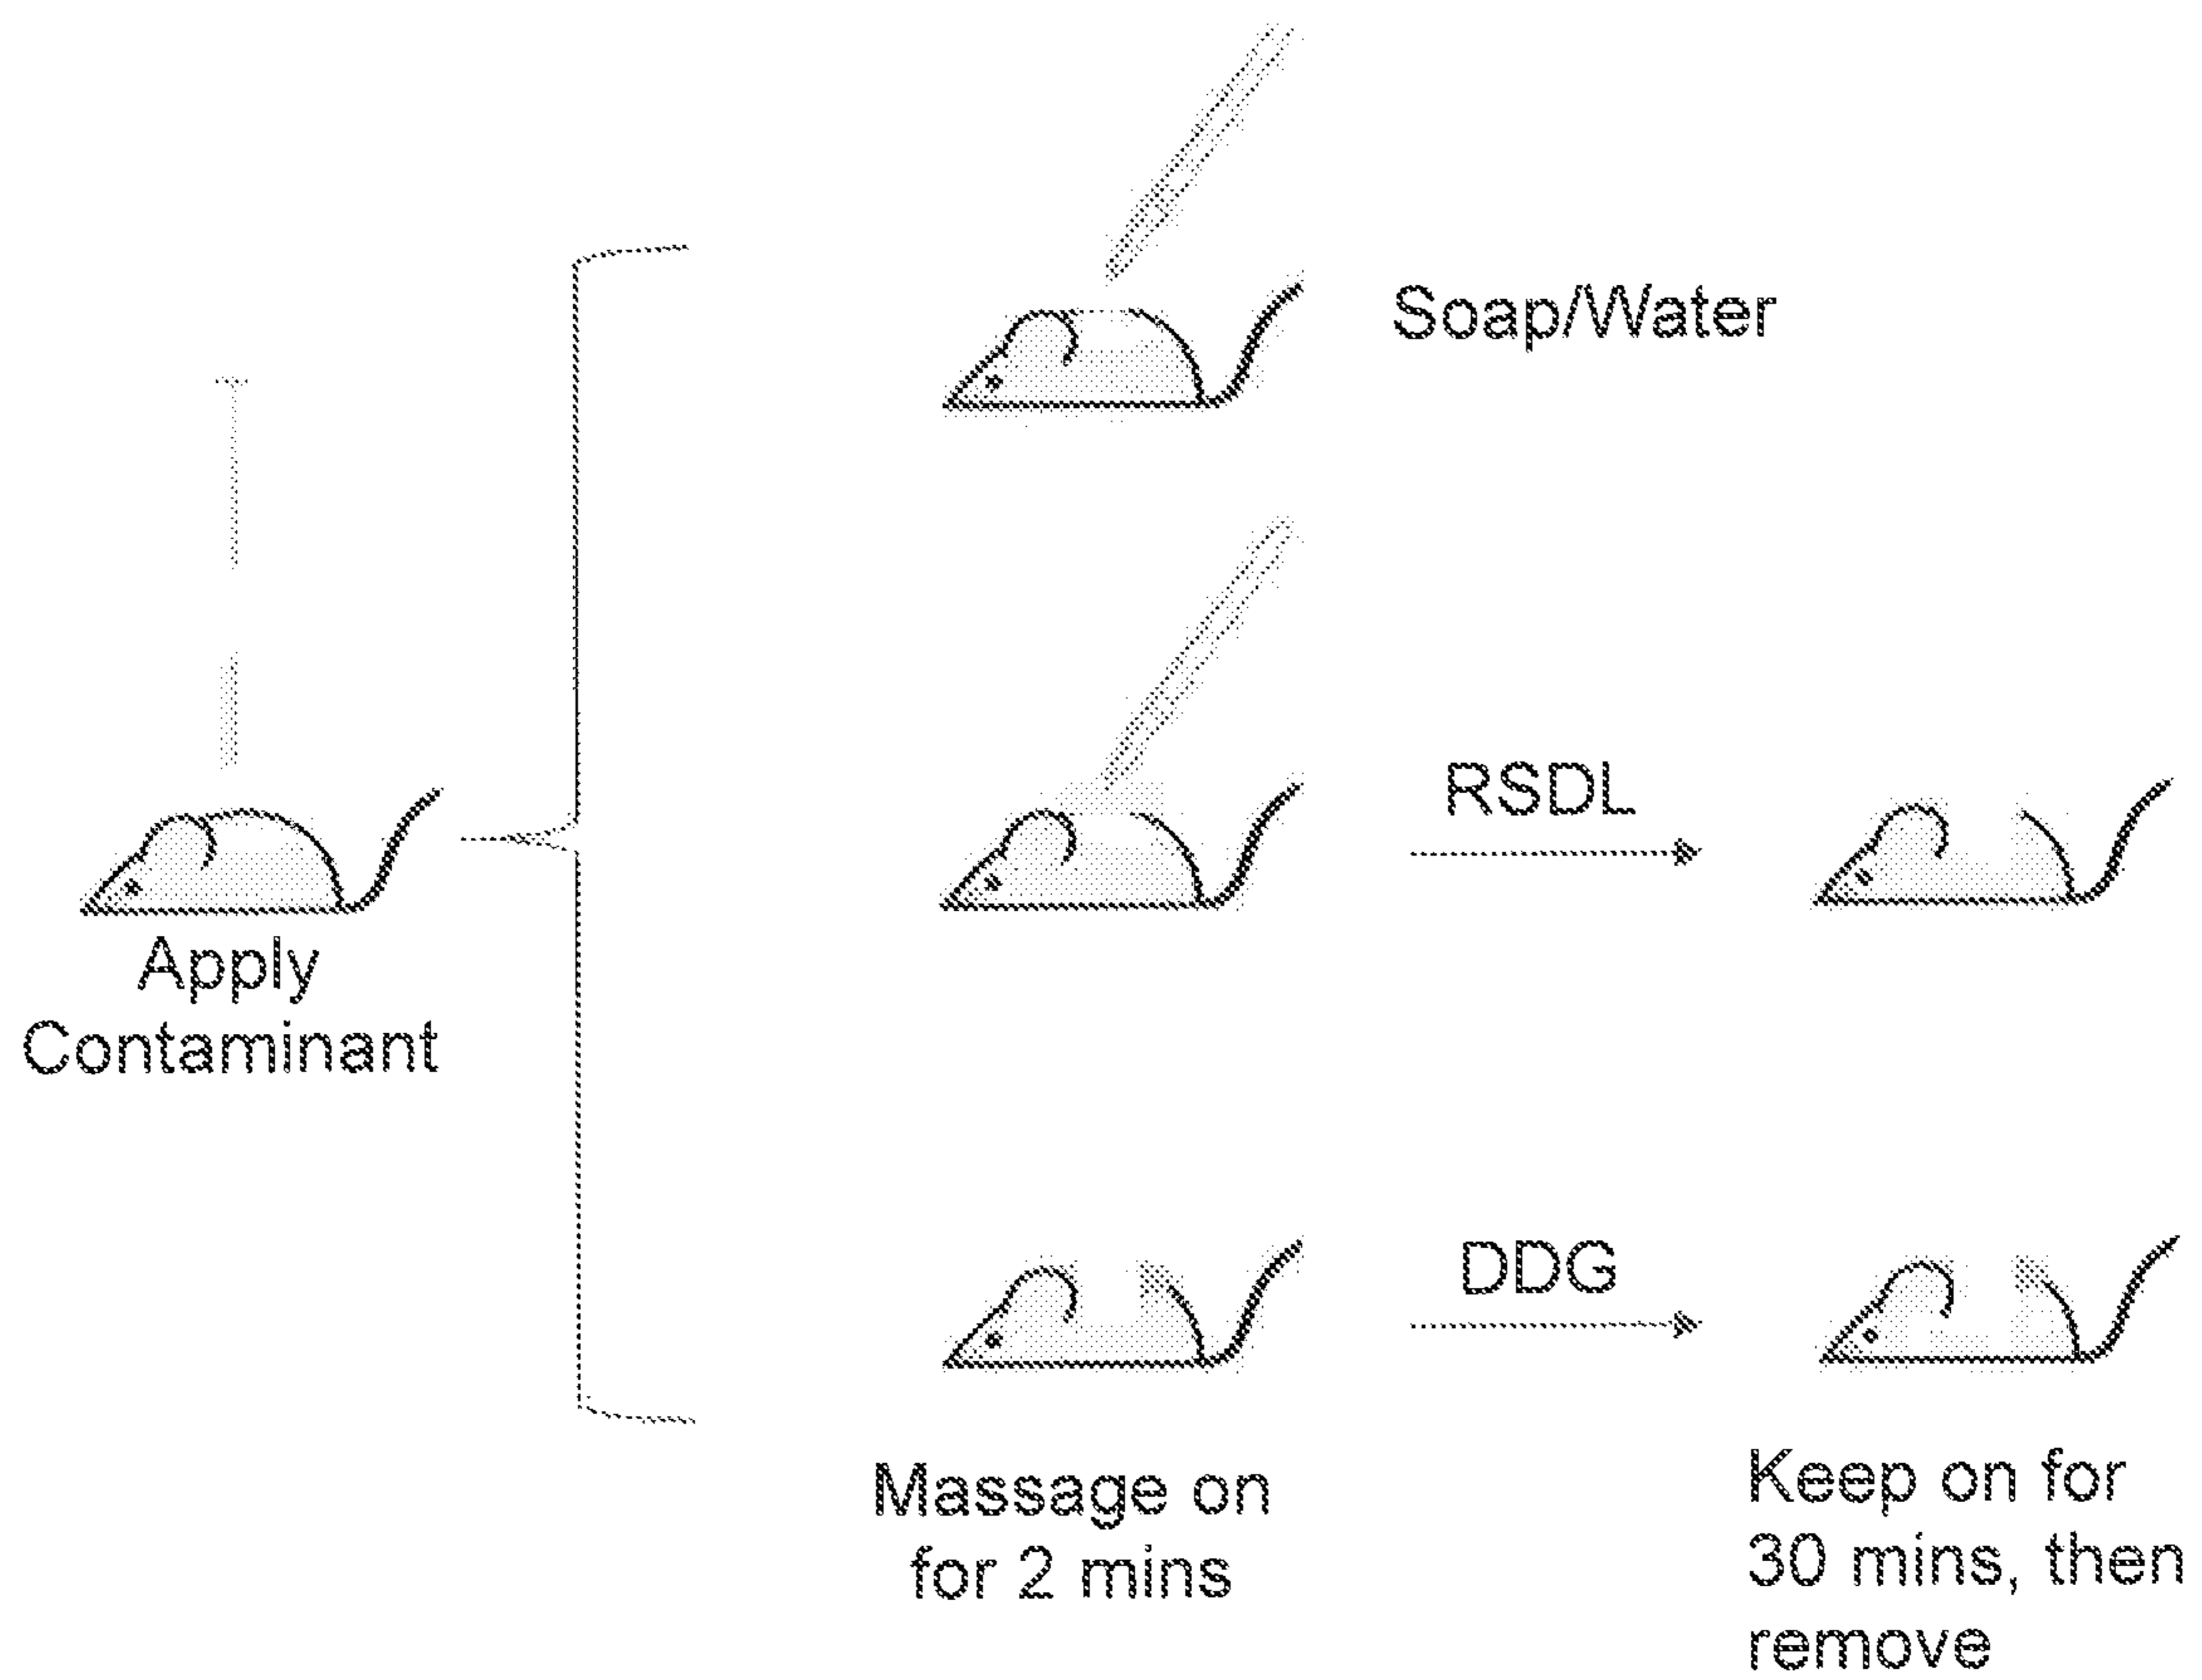 Soap/Water
RSDL
Apply
Contaminant
DDG
Massage on
for 2 mins
Keep on for
30 mins, then
remove